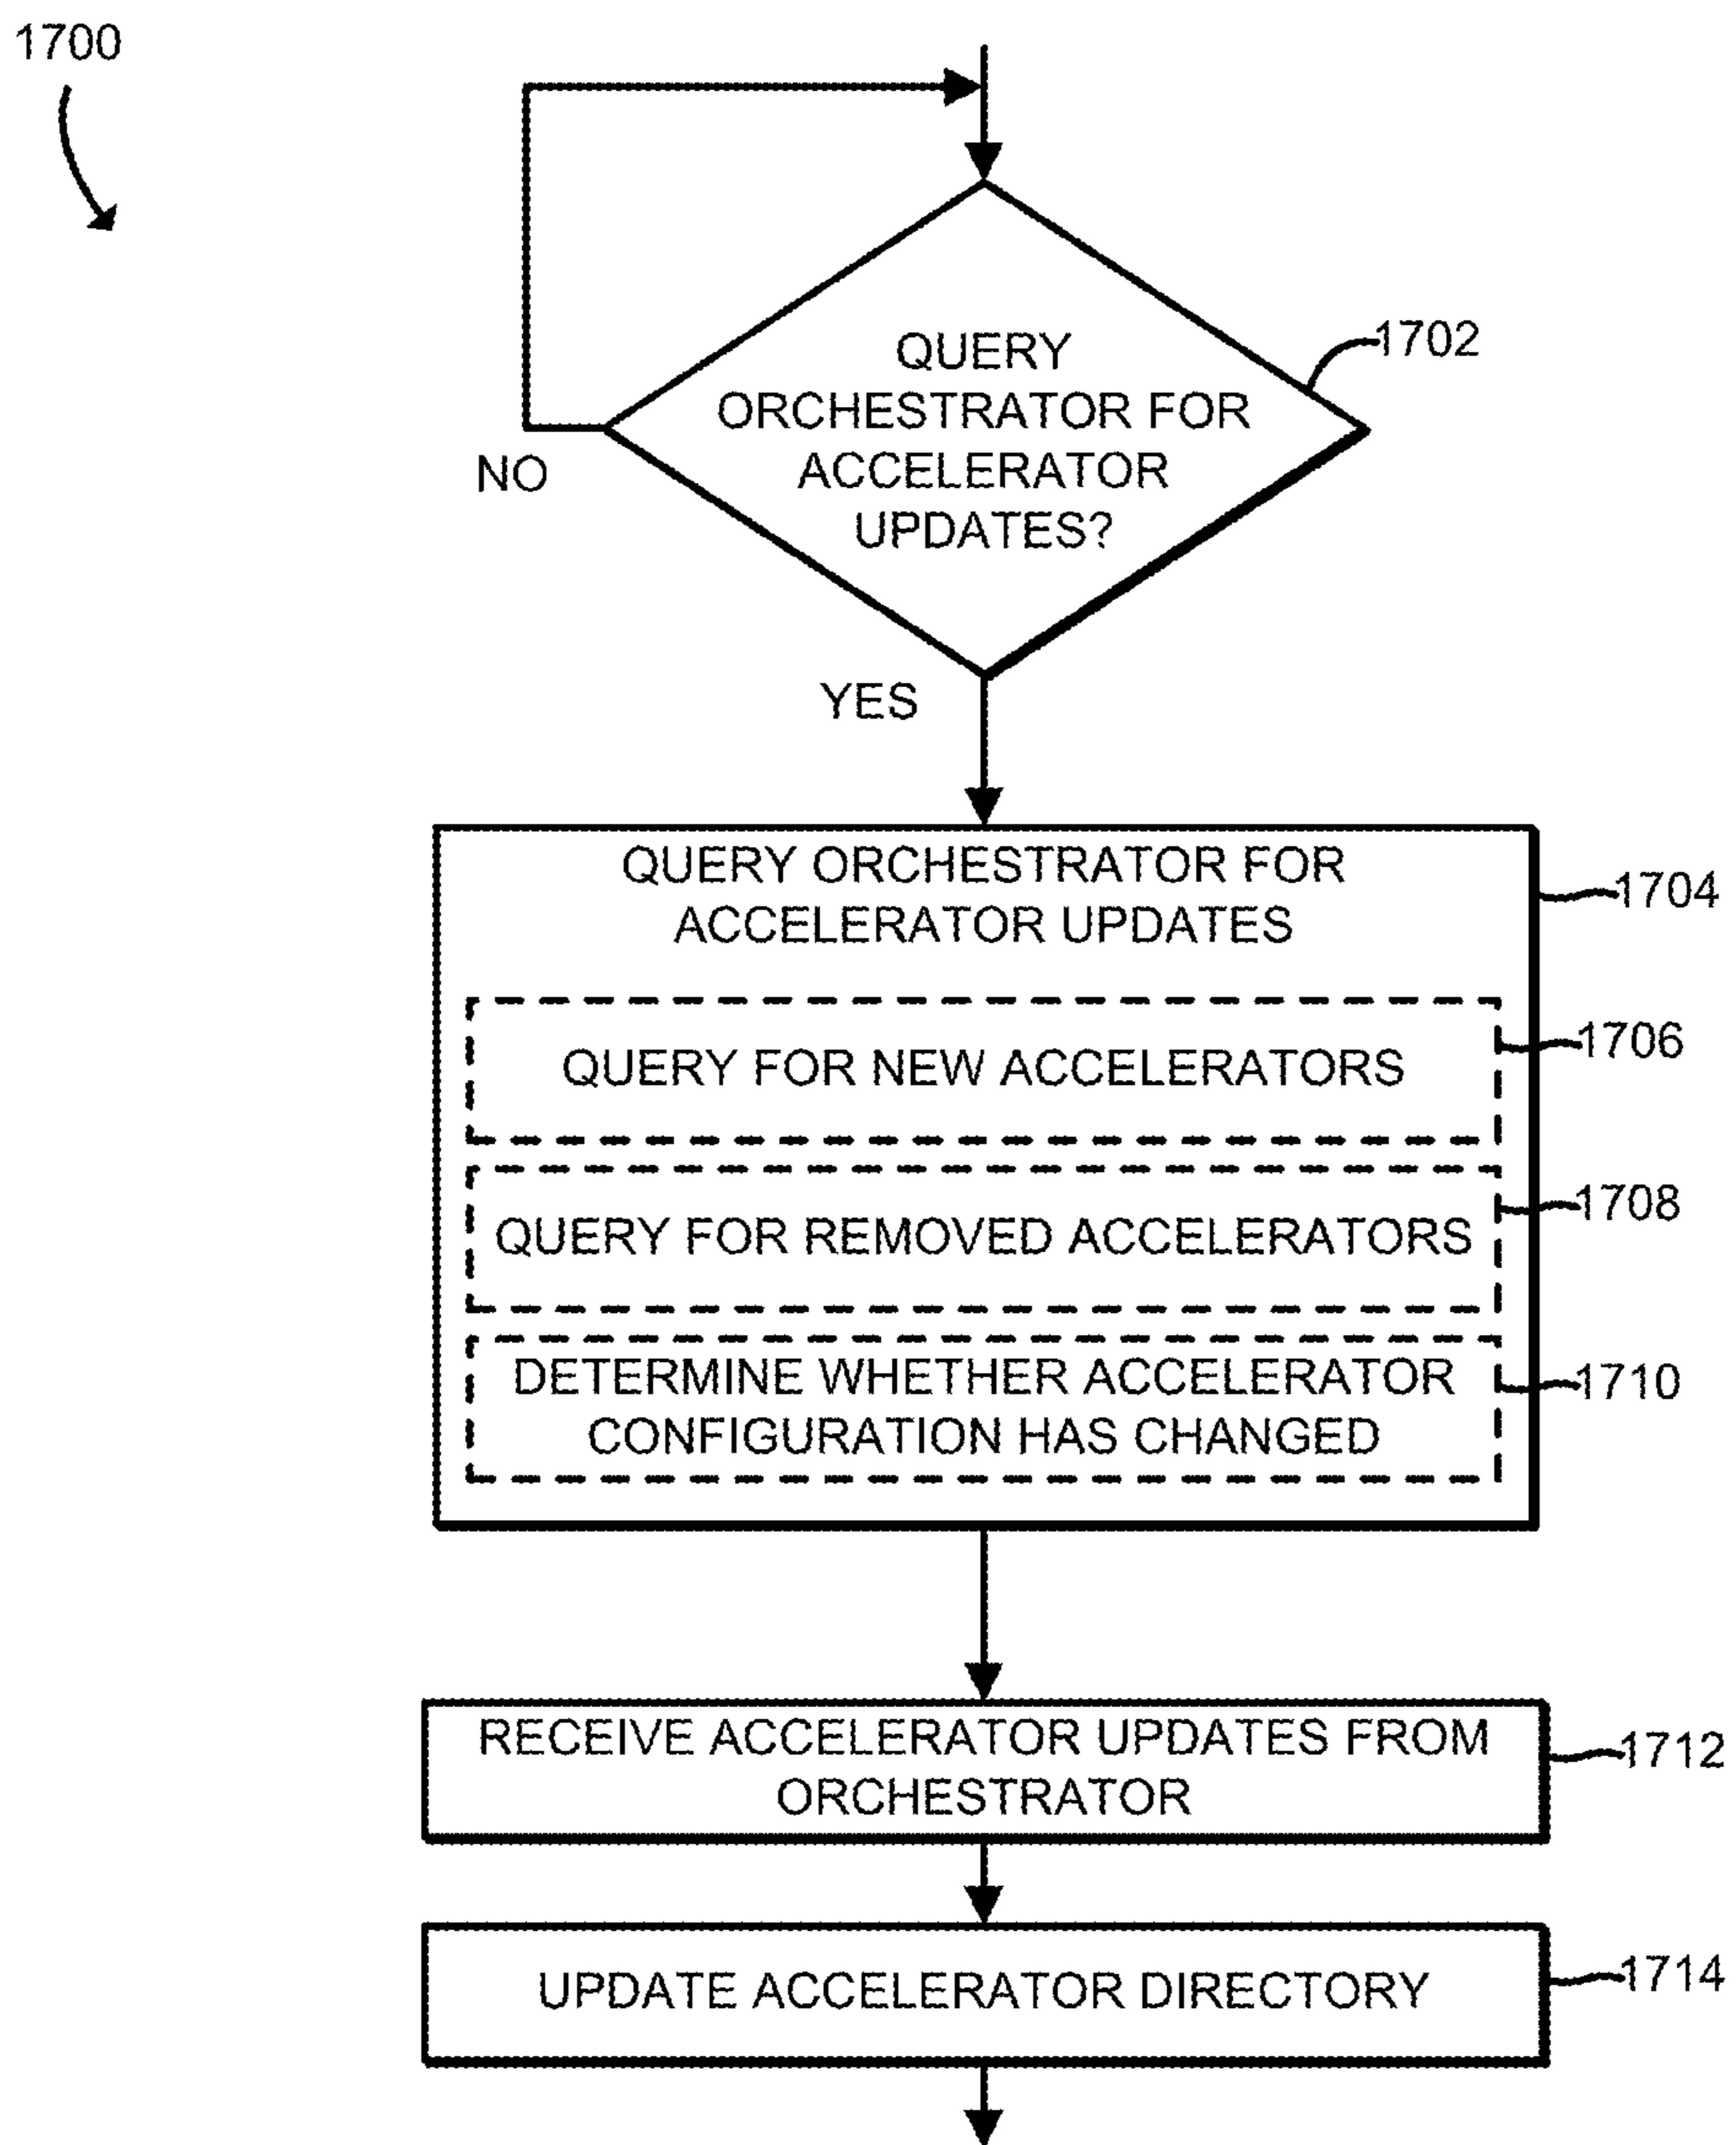 1700
QUERY
ORCHESTRATOR FOR
ACCELERATOR
UPDATES?
1702
NO
YES
QUERY ORCHESTRATOR FOR
ACCELERATOR UPDATES
1704
QUERY FOR NEW ACCELERATORS
1706
QUERY FOR REMOVED ACCELERATORS
1708
DETERMINE WHETHER ACCELERATOR
CONFIGURATION HAS CHANGED
1710
RECEIVE ACCELERATOR UPDATES FROM
ORCHESTRATOR
1712
UPDATE ACCELERATOR DIRECTORY
1714